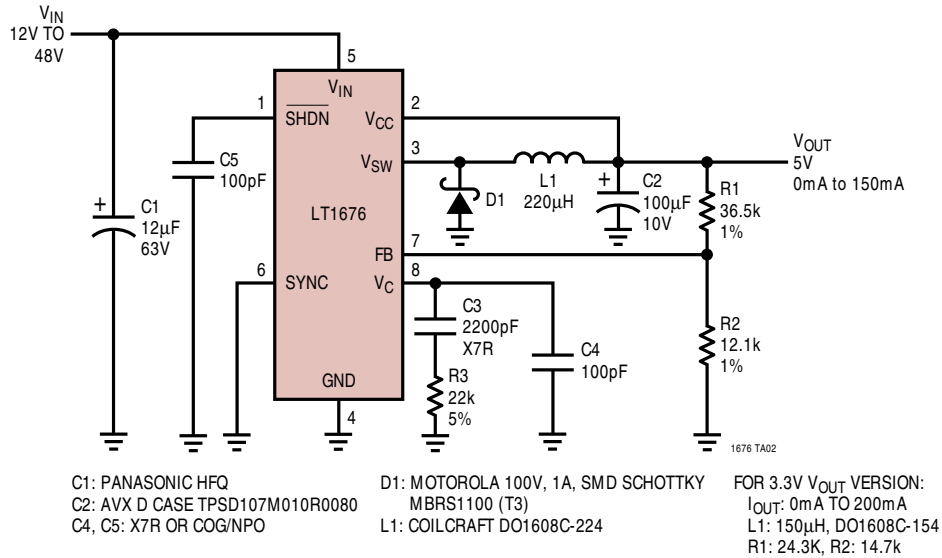 VIN
12V TO
48V
5
VIN
1
SHDN
VCC
2
VSW
3
LT1676
C5
100pF
+
C1
12µF
63V
D1
L1
220µH
+
C2
100µF
10V
R1
36.5k
1%
VOUT
5V
0mA to 150mA
FB
7
6
SYNC
VC
8
C3
2200pF
X7R
R3
22k
5%
C4
100pF
R2
12.1k
1%
GND
4
1676 TA02
C1: PANASONIC HFQ
C2: AVX D CASE TPSD107M010R0080
C4, C5: X7R OR COG/NPO
D1: MOTOROLA 100V, 1A, SMD SCHOTTKY
MBRS1100 (T3)
L1: COILCRAFT DO1608C-224
FOR 3.3V VOUT VERSION:
IOUT: 0mA TO 200mA
L1: 150µH, DO1608C-154
R1: 24.3K, R2: 14.7k